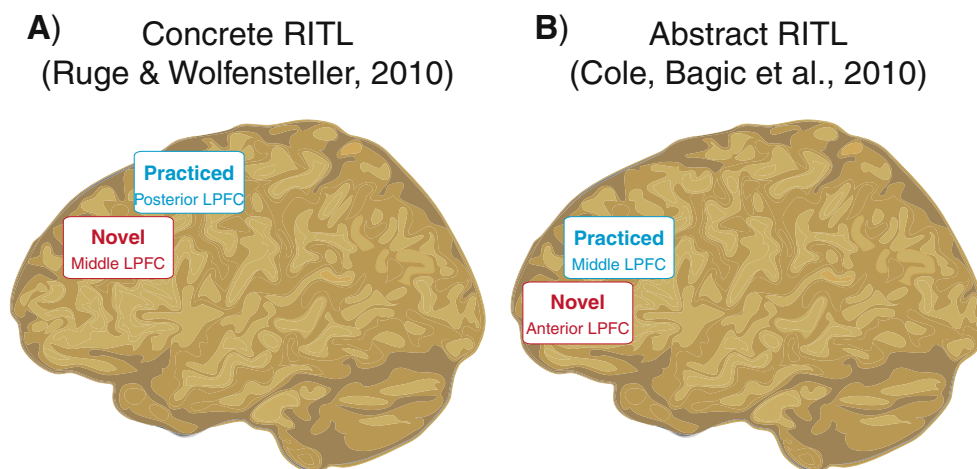 A)
Concrete RITL
(Ruge & Wolfensteller, 2010)
Practiced
Posterior LPFC
Novel
Middle LPFC
B)
Abstract RITL
(Cole, Bagic et al., 2010)
Practiced
Middle LPFC
Novel
Anterior LPFC